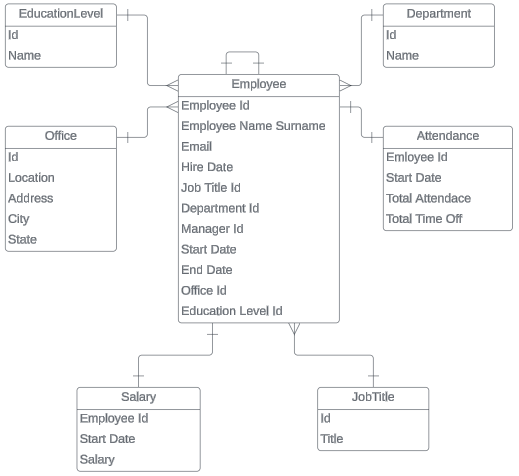 EducationLevel
Id
Name
Department
Id
Name
Employee
Employee Id
Employee Name Surname
Email
Hire Date
Job Title Id
Department Id
Manager Id
Start Date
End Date
Office Id
Education Level Id
Office
Id
Location
Address
City
State
Attendance
Emloyee Id
Start Date
Total Attendace
Total Time Off
Salary
Employee Id
Start Date
Salary
JobTitle
Id
Title